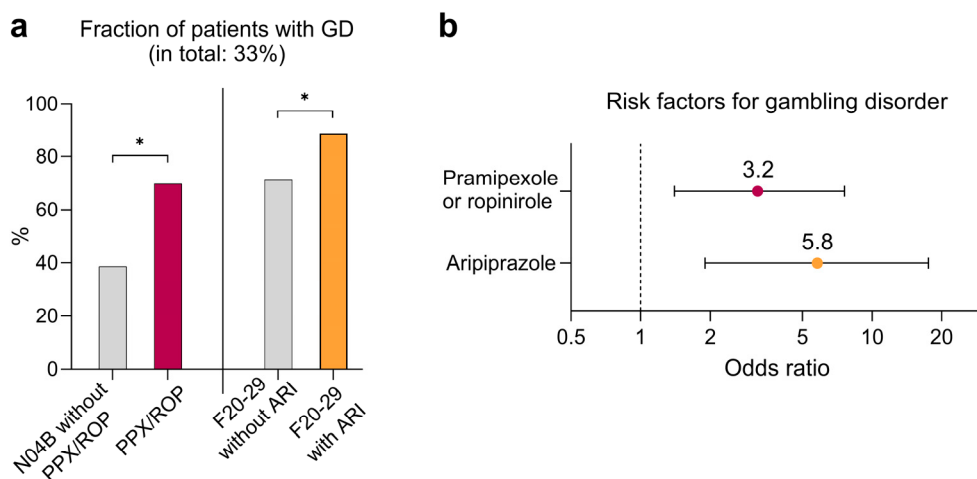 a
Fraction of patients with GD
(in total: 33%)
100
80
60
40
20
0
%
*
*
N04B without
PPX/ROP
PPX/ROP
F20-29
without ARI
F20-29
with ARI
b
Risk factors for gambling disorder
Pramipexole
or ropinirole
3.2
Aripiprazole
5.8
0.5 1 2 5 10 20
Odds ratio